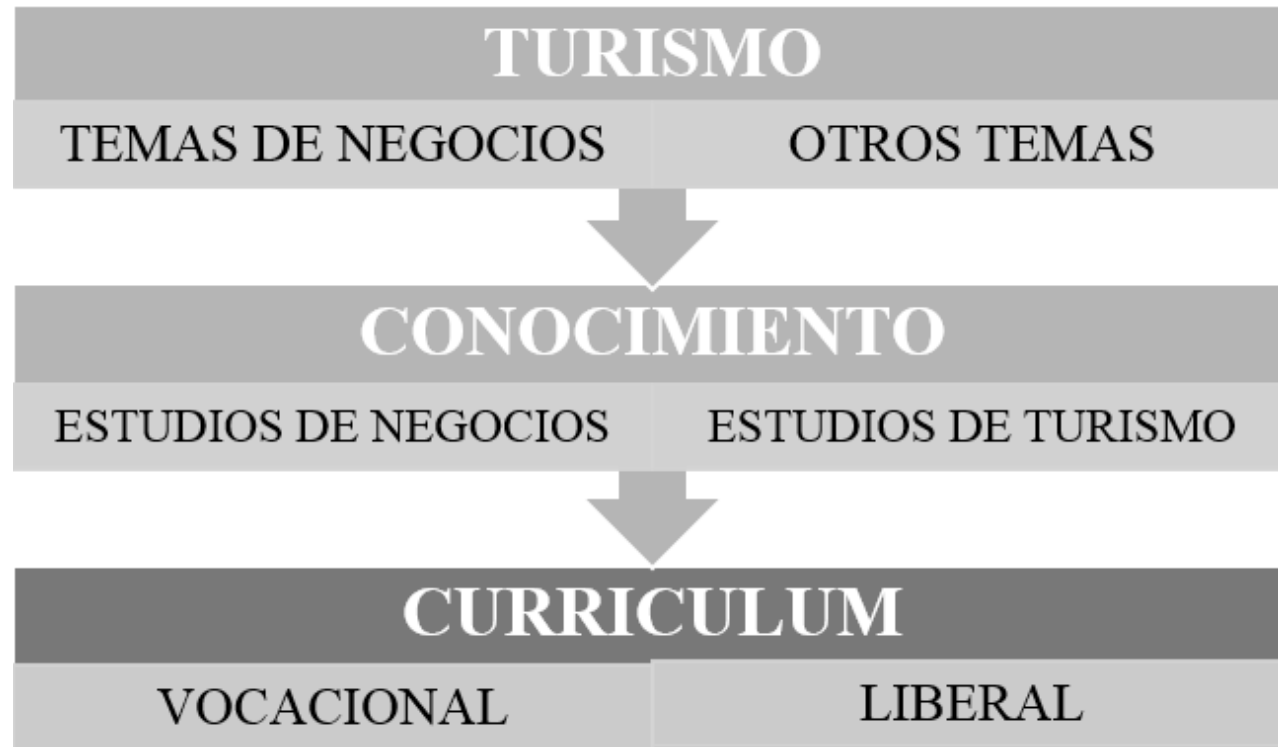 TURISMO
TEMAS DE NEGOCIOS OTROS TEMAS
CONOCIMIENTO
ESTUDIOS DE NEGOCIOS ESTUDIOS DE TURISMO
CURRICULUM
VOCACIONAL LIBERAL